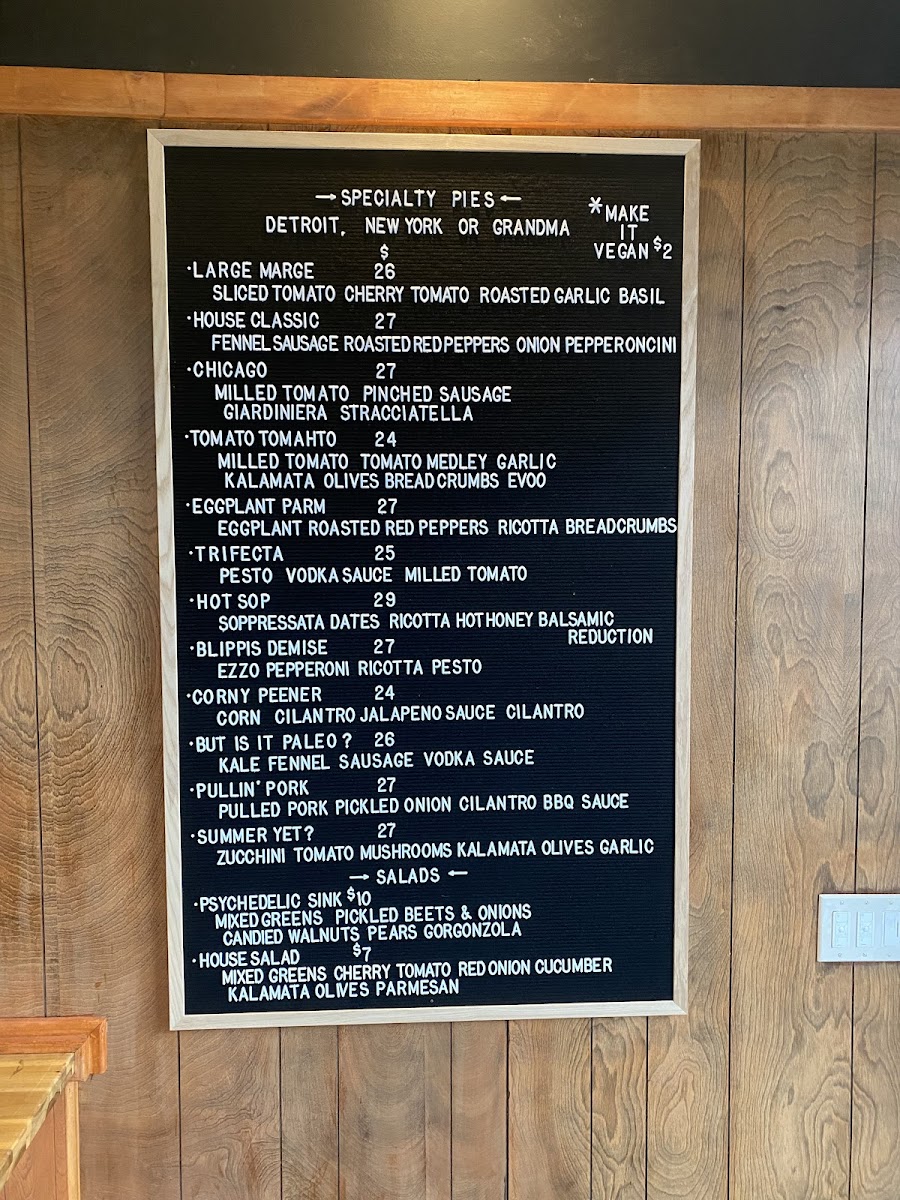 → SPECIALTY PIES ←
DETROIT, NEW YORK OR GRANDMA
*MAKE
IT
VEGAN $2
$
·LARGE MARGE 26
SLICED TOMATO CHERRY TOMATO ROASTED GARLIC BASIL
·HOUSE CLASSIC 27
FENNEL SAUSAGE ROASTED RED PEPPERS ONION PEPPERONCINI
·CHICAGO 27
MILLED TOMATO PINCHED SAUSAGE
GIARDINIERA STRACCIATELLA
·TOMATO TOMAHTO 24
MILLED TOMATO TOMATO MEDLEY GARLIC
KALAMATA OLIVES BREADCRUMBS EVOO
·EGGPLANT PARM 27
EGGPLANT ROASTED RED PEPPERS RICOTTA BREADCRUMBS
·TRIFECTA 25
PESTO VODKA SAUCE MILLED TOMATO
·HOT SOP 29
SOPPRESSATA DATES RICOTTA HOT HONEY BALSAMIC
REDUCTION
·BLIPPIS DEMISE 27
EZZO PEPPERONI RICOTTA PESTO
·CORNY PEENER 24
CORN CILANTRO JALAPENO SAUCE CILANTRO
·BUT IS IT PALEO? 26
KALE FENNEL SAUSAGE VODKA SAUCE
·PULLIN' PORK 27
PULLED PORK PICKLED ONION CILANTRO BBQ SAUCE
·SUMMER YET? 27
ZUCCHINI TOMATO MUSHROOMS KALAMATA OLIVES GARLIC
→ SALADS ←
·PSYCHEDELIC SINK $10
MIXED GREENS PICKLED BEETS & ONIONS
CANDIED WALNUTS PEARS GORGONZOLA
·HOUSE SALAD $7
MIXED GREENS CHERRY TOMATO RED ONION CUCUMBER
KALAMATA OLIVES PARMESAN